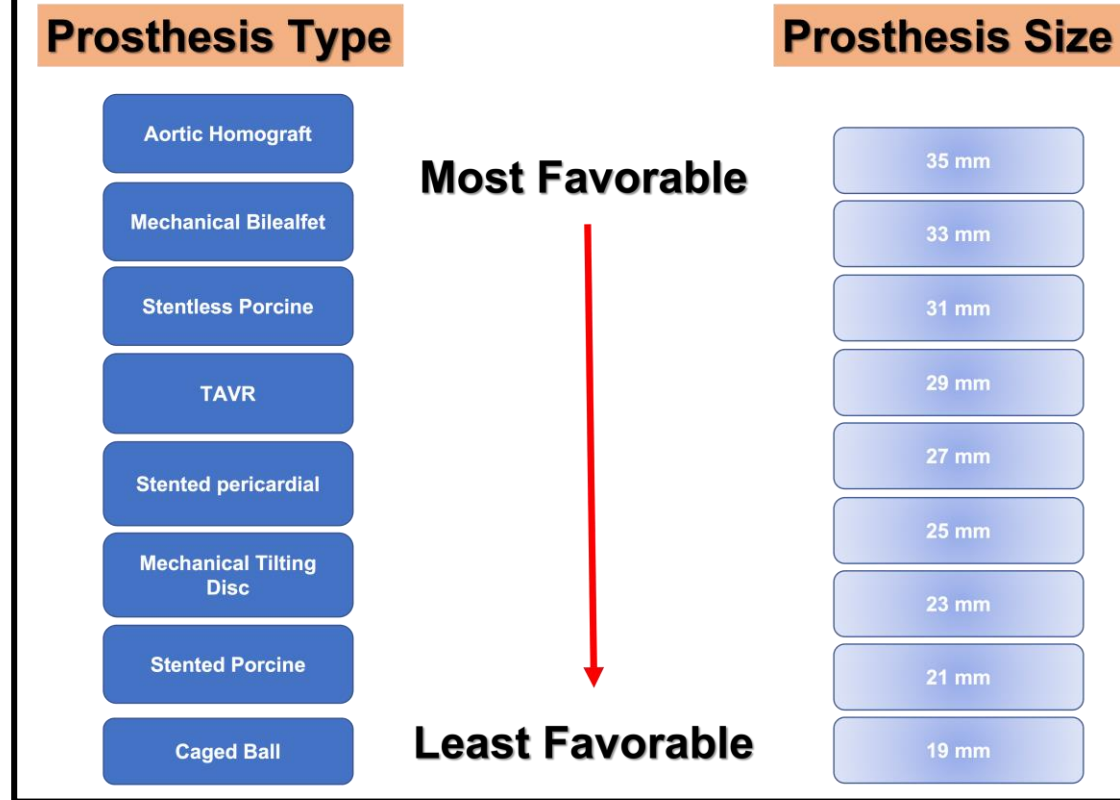 Prosthesis Type
Aortic Homograft
Mechanical Bilealfet
Stentless Porcine
TAVR
Stented pericardial
Mechanical Tilting
Disc
Stented Porcine
Caged Ball
Most Favorable
Least Favorable
Prosthesis Size
35 mm
33 mm
31 mm
29 mm
27 mm
25 mm
23 mm
21 mm
19 mm